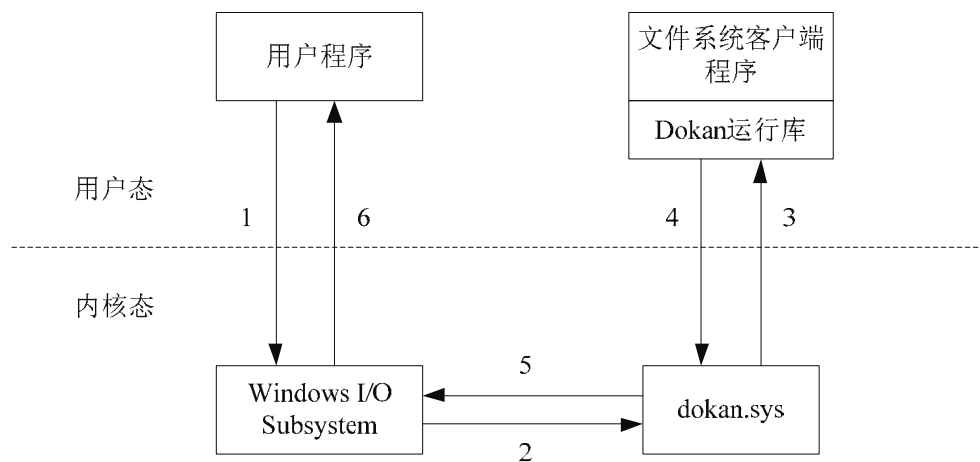 用户程序
文件系统客户端
程序
Dokan运行库
用户态
1
6
4
3
内核态
5
Windows I/O
Subsystem
dokan.sys
2